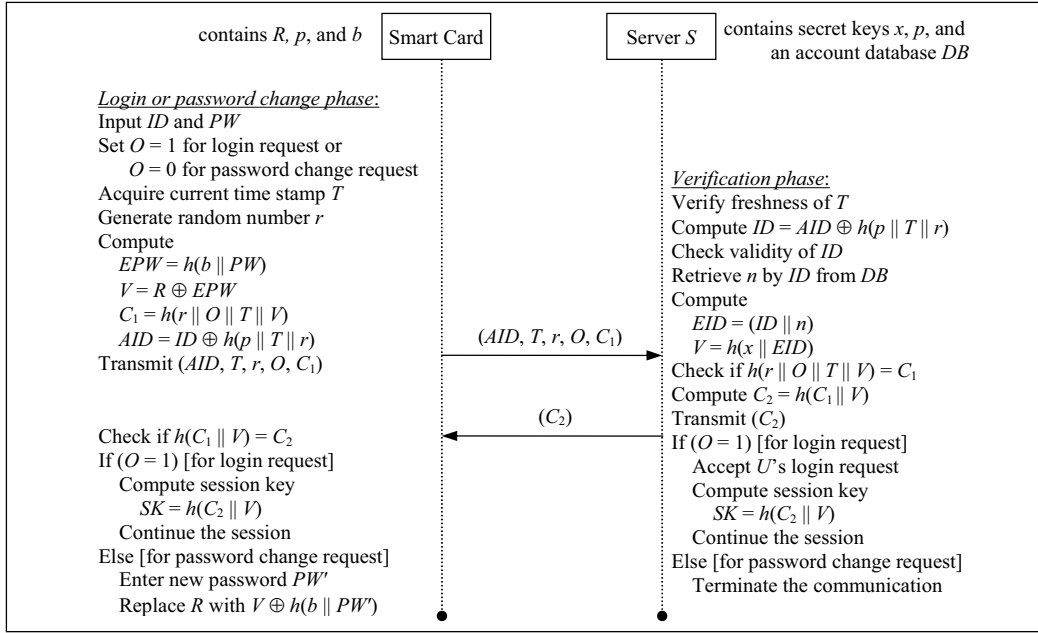 contains R, p, and b
Smart Card
Server S
contains secret keys x, p, and
an account database DB
Login or password change phase:
Input ID and PW
Set O = 1 for login request or
O = 0 for password change request
Acquire current time stamp T
Generate random number r
Compute
EPW = h(b || PW)
V = R ⊕ EPW
C₁ = h(r || O || T || V)
AID = ID ⊕ h(p || T || r)
Transmit (AID, T, r, O, C₁)
(AID, T, r, O, C₁)
Verification phase:
Verify freshness of T
Compute ID = AID ⊕ h(p || T || r)
Check validity of ID
Retrieve n by ID from DB
Compute
EID = (ID || n)
V = h(x || EID)
Check if h(r || O || T || V) = C₁
Compute C₂ = h(C₁ || V)
Transmit (C₂)
(C₂)
If (O = 1) [for login request]
Accept U's login request
Compute session key
SK = h(C₂ || V)
Continue the session
Else [for password change request]
Terminate the communication
Check if h(C₁ || V) = C₂
If (O = 1) [for login request]
Compute session key
SK = h(C₂ || V)
Continue the session
Else [for password change request]
Enter new password PW'
Replace R with V ⊕ h(b || PW')